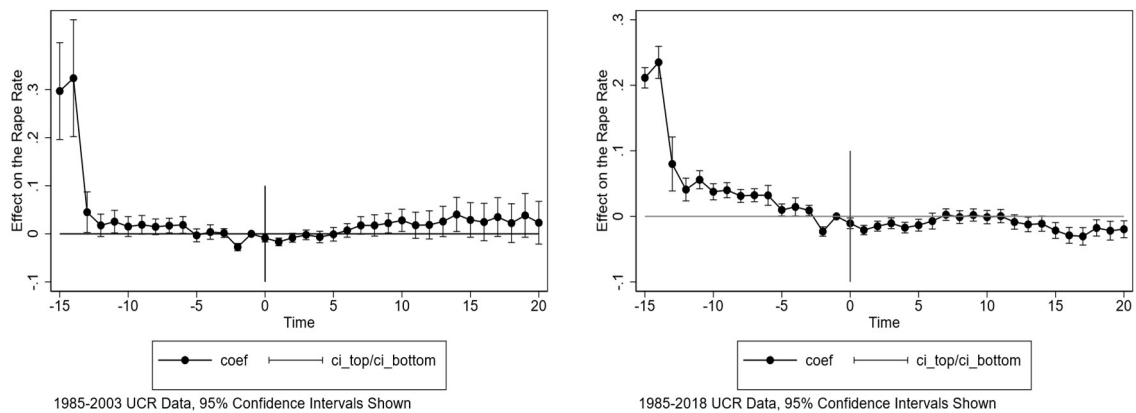 Effect on the Rape Rate
.3
.2
.1
0
-.1
-15 -10 -5 0 5 10 15 20
Time
coef ci_top/ci_bottom
1985-2003 UCR Data, 95% Confidence Intervals Shown
Effect on the Rape Rate
.3
.2
.1
0
-.1
-15 -10 -5 0 5 10 15 20
Time
coef ci_top/ci_bottom
1985-2018 UCR Data, 95% Confidence Intervals Shown